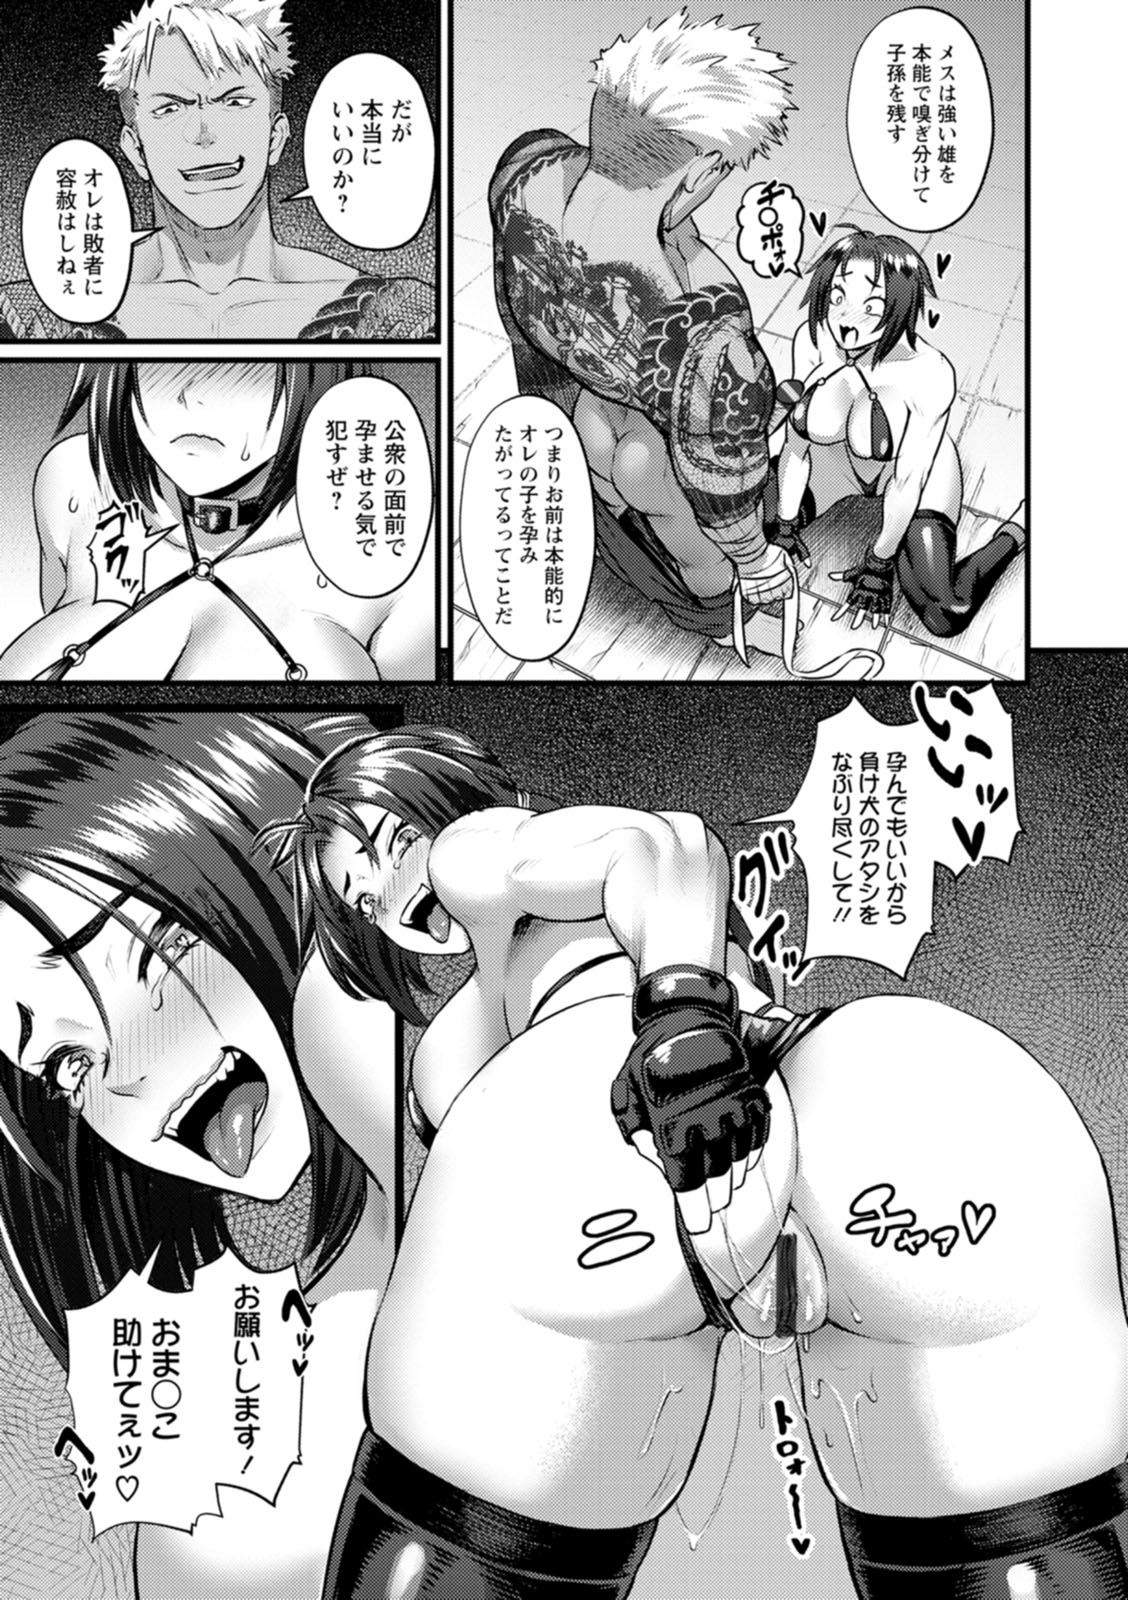 メスは強い雄を
本能で嗅ぎ分けて
子孫を残す
チ○ポォ♥
つまりお前は本能的に
オレの子を孕み
たがってるってことだ
だが
本当に
いいのか?
オレは敗者に
容赦はしねぇ
公衆の面前で
孕ませる気で
犯すぜ?
ゴクッ
いいッ♥
孕んでもいいから
負け犬のアタシを
なぶり尽くして!!
グイッ
チャァ♡
お願いします!
おま○こ
助けてぇッ♡
ヘッ♥
ヘッ♥
トロォ〜♥